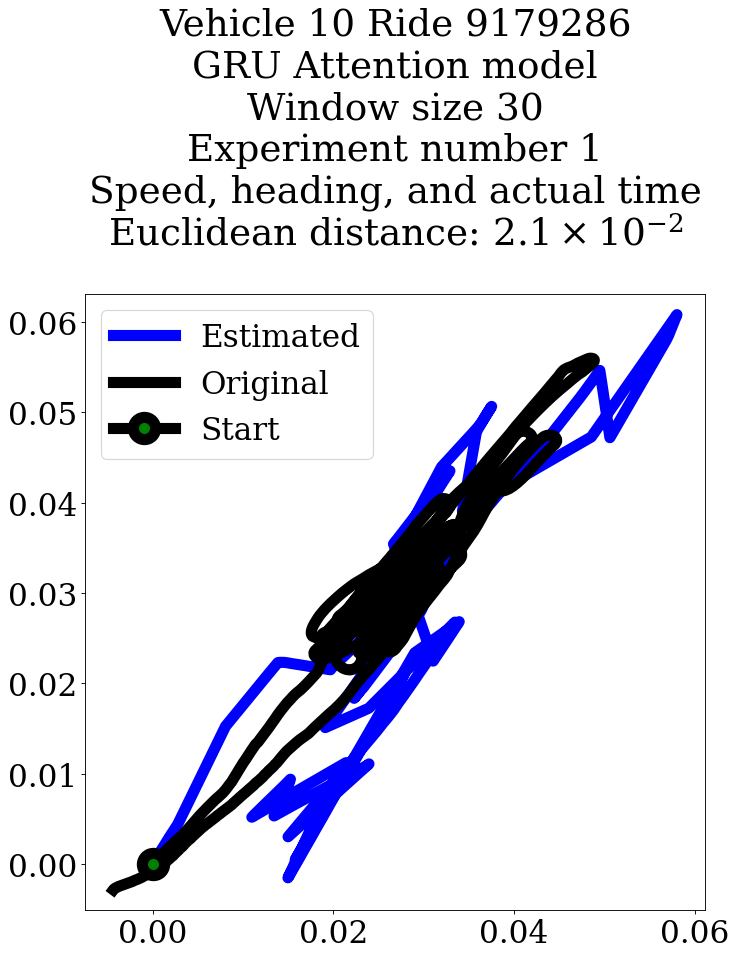 Vehicle 10 Ride 9179286
GRU Attention model
Window size 30
Experiment number 1
Speed, heading, and actual time
Euclidean distance: 2.1 × 10⁻²
Estimated
Original
Start
0.06
0.05
0.04
0.03
0.02
0.01
0.00
0.00 0.02 0.04 0.06